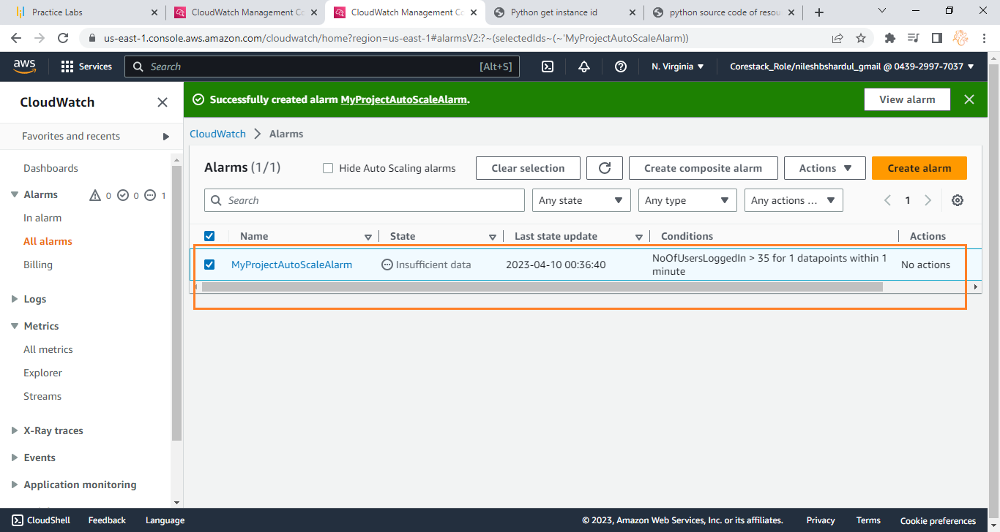 Practice Labs
CloudWatch Management Co
CloudWatch Management Co
Python get instance id
python source code of resou
us-east-1.console.aws.amazon.com/cloudwatch/home?region=us-east-1#alarmsV2:?~(selectedIds~(~'MyProjectAutoScaleAlarm))
aws
Services
Search
[Alt+S]
N. Virginia
Corestack_Role/nileshbshardul_gmail @ 0439-2997-7037
CloudWatch
Favorites and recents
Dashboards
Alarms
0
0
1
In alarm
All alarms
Billing
Logs
Metrics
All metrics
Explorer
Streams
X-Ray traces
Events
Application monitoring
Successfully created alarm MyProjectAutoScaleAlarm.
View alarm
CloudWatch
Alarms
Alarms (1/1)
Hide Auto Scaling alarms
Clear selection
Create composite alarm
Actions
Create alarm
Search
Any state
Any type
Any actions ...
1
Name
State
Last state update
Conditions
Actions
MyProjectAutoScaleAlarm
Insufficient data
2023-04-10 00:36:40
NoOfUsersLoggedIn > 35 for 1 datapoints within 1
minute
No actions
CloudShell
Feedback
Language
© 2023, Amazon Web Services, Inc. or its affiliates.
Privacy
Terms
Cookie preferences